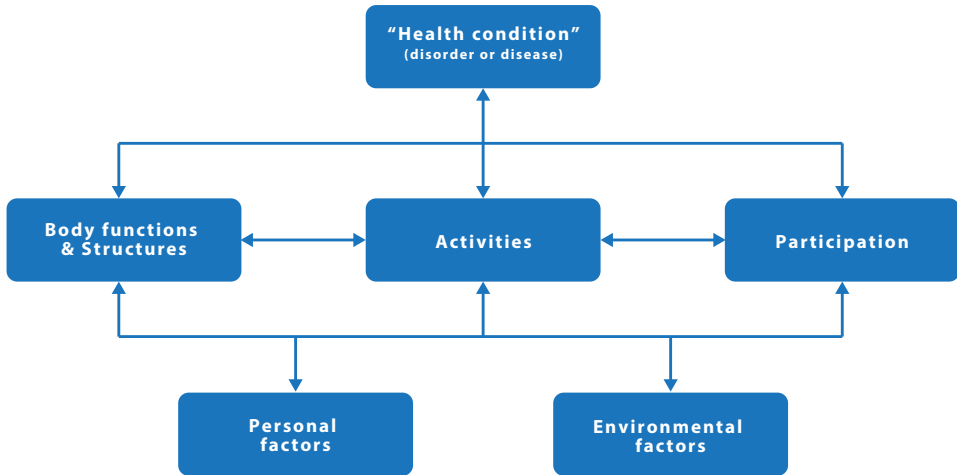 “Health condition”
(disorder or disease)
Body functions
& Structures
Activities
Participation
Personal
factors
Environmental
factors